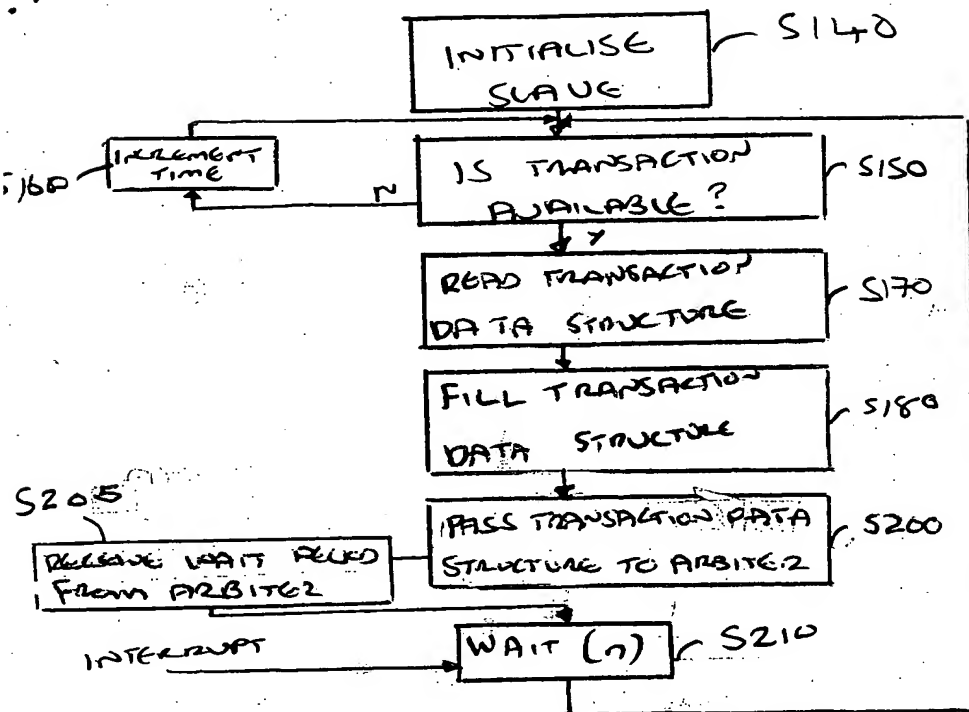 INITIALISE
SLAVE
S140
INCREMENT
TIME
S160
N
IS TRANSACTION
AVAILABLE?
S150
Y
READ TRANSACTION
DATA STRUCTURE
S170
FILL TRANSACTION
DATA STRUCTURE
S180
S205
RECEIVE WAIT PERIOD
FROM ARBITER
PASS TRANSACTION DATA
STRUCTURE TO ARBITER
S200
INTERRUPT
WAIT (n)
S210